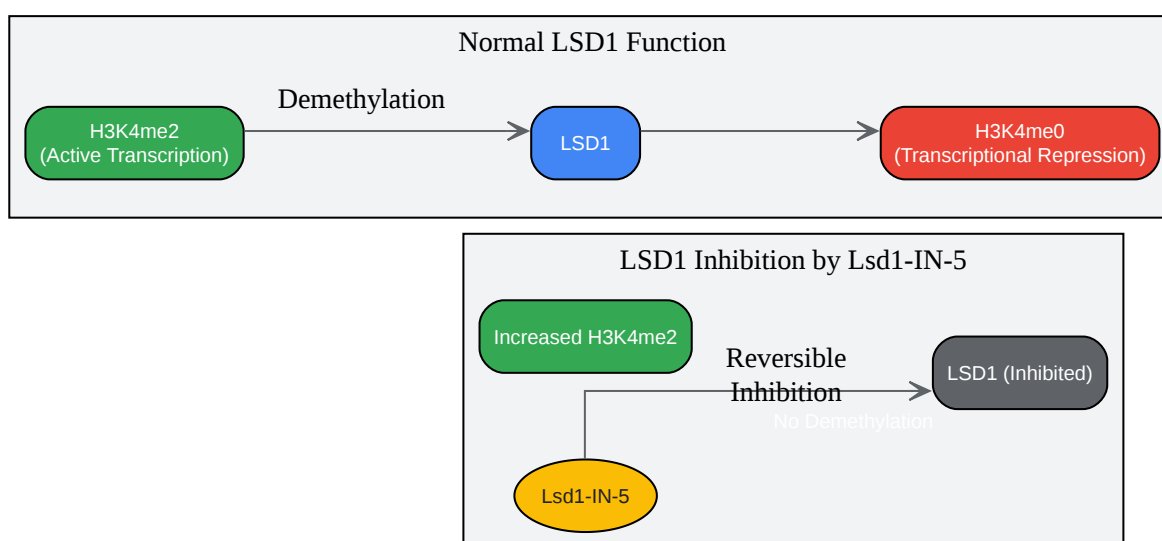 Normal LSD1 Function
Demethylation
H3K4me2
(Active Transcription)
LSD1
H3K4me0
(Transcriptional Repression)
LSD1 Inhibition by Lsd1-IN-5
Increased H3K4me2
Reversible
Inhibition
LSD1 (Inhibited)
No Demethylation
Lsd1-IN-5